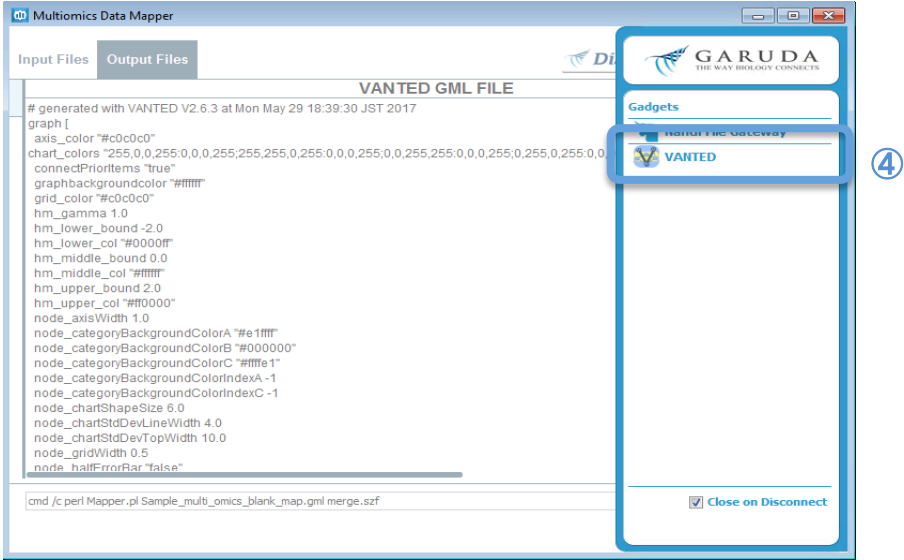 Multiomics Data Mapper
Input Files Output Files
VANTED GML FILE
# generated with VANTED V2.6.3 at Mon May 29 18:39:30 JST 2017
graph [
axis_color "#c0c0c0"
chart_colors "255,0,0,255:0,0,0,255;255,255,0,255:0,0,0,255;0,0,255,255:0,0,0,255;0,255,0,255:0,0,
connectPriorItems "true"
graphbackgroundcolor "#ffffff"
grid_color "#c0c0c0"
hm_gamma 1.0
hm_lower_bound -2.0
hm_lower_col "#0000ff"
hm_middle_bound 0.0
hm_middle_col "#ffffff"
hm_upper_bound 2.0
hm_upper_col "#ff0000"
node_axisWidth 1.0
node_categoryBackgroundColorA "#e1ffff"
node_categoryBackgroundColorB "#000000"
node_categoryBackgroundColorC "#ffffe1"
node_categoryBackgroundColorIndexA -1
node_categoryBackgroundColorIndexC -1
node_chartShapeSize 6.0
node_chartStdDevLineWidth 4.0
node_chartStdDevTopWidth 10.0
node_gridWidth 0.5
node_halfErrorBar "false"
cmd /c perl Mapper.pl Sample_multi_omics_blank_map.gml merge.szf
GARUDA
THE WAY BIOLOGY CONNECTS
Gadgets
Nandi File Gateway
VANTED
④
Close on Disconnect